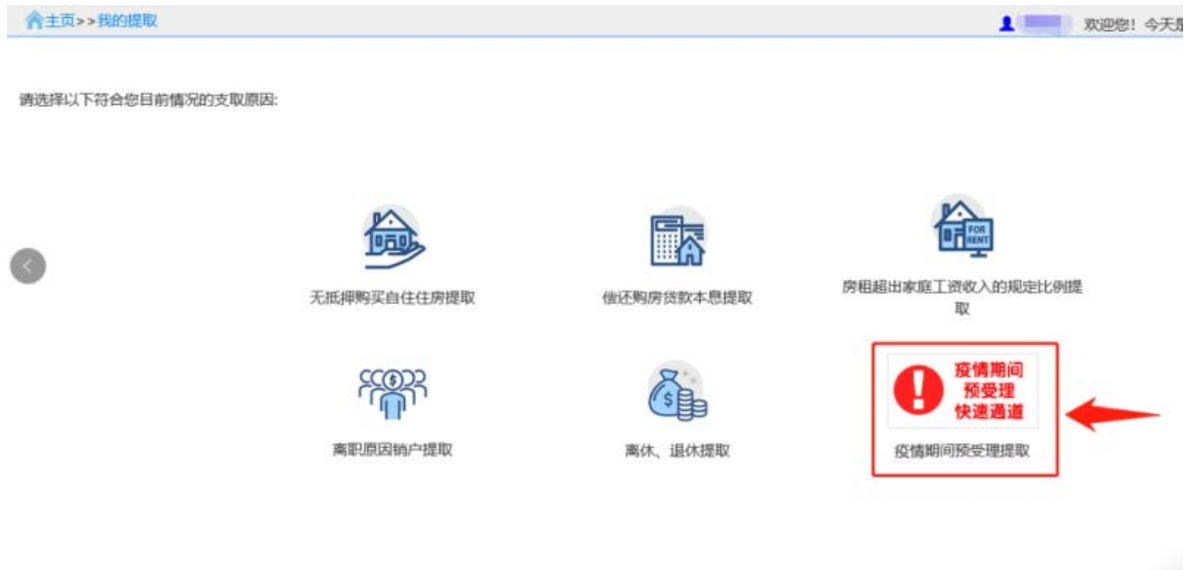 主页>>我的提取
欢迎您！今天是
请选择以下符合您目前情况的支取原因:
FOR
RENT
无抵押购买自住住房提取
偿还购房贷款本息提取
房租超出家庭工资收入的规定比例提
取
疫情期间
预受理
快速通道
离职原因销户提取
离休、退休提取
疫情期间预受理提取